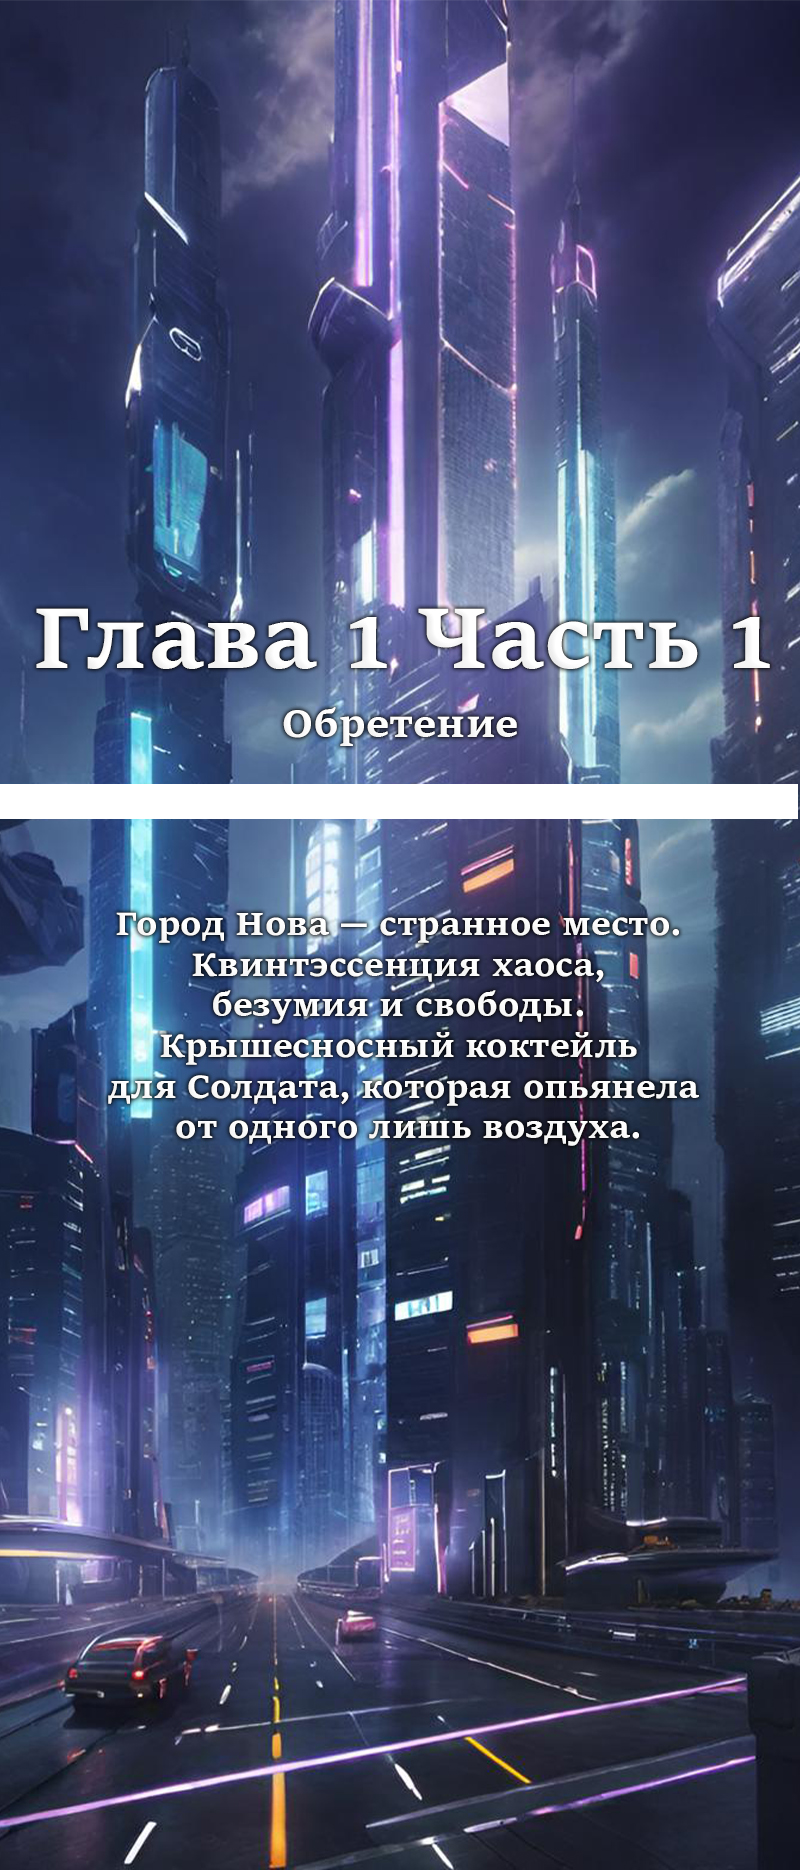 Глава 1 Часть 1
Обретение
Город Нова — странное место.
Квинтэссенция хаоса,
безумия и свободы.
Крышесносный коктейль
для Солдата, которая опьянела
от одного лишь воздуха.